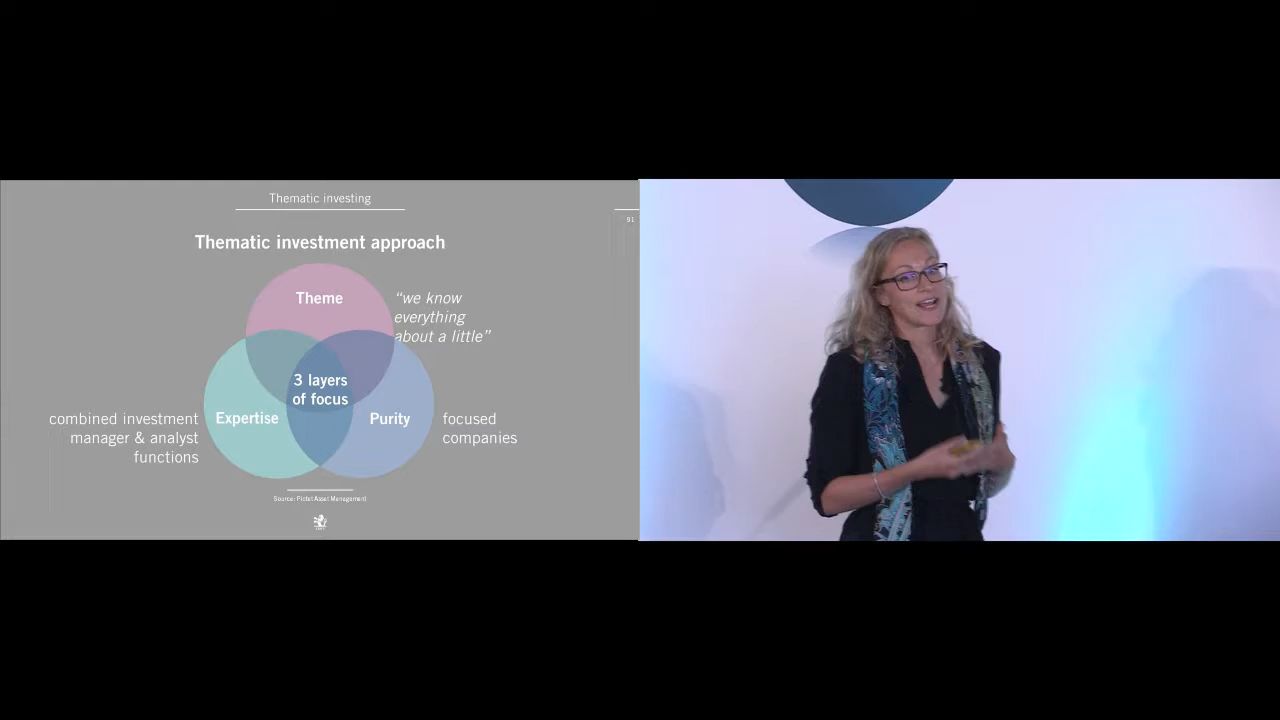 Thematic investing
91
Thematic investment approach
Theme
“we know
everything
about a little”
3 layers
of focus
Expertise
Purity
combined investment
manager & analyst
functions
focused
companies
Source: Pictet Asset Management